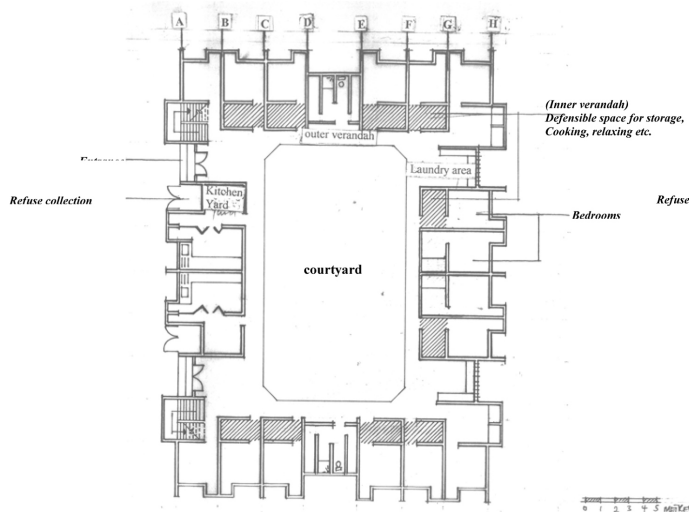 A B C D E F G H
(Inner verandah)
Defensible space for storage,
Cooking, relaxing etc.
outer verandah
Laundry area
Kitchen
Yard
Refuse collection
Refuse
Bedrooms
courtyard
0 1 2 3 4 5